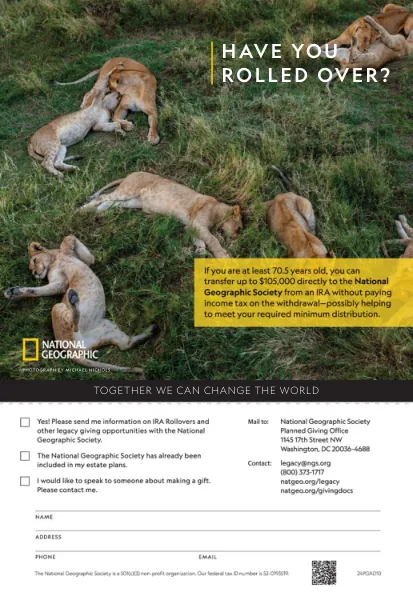 HAVE YOU
ROLLED OVER?
If you are at least 70.5 years old, you can
transfer up to $105,000 directly to the National
Geographic Society from an IRA without paying
income tax on the withdrawal—possibly helping
to meet your required minimum distribution.
NATIONAL
GEOGRAPHIC
PHOTOGRAPH BY MICHAEL NICHOLS
TOGETHER WE CAN CHANGE THE WORLD
Yes! Please send me information on IRA Rollovers and
other legacy giving opportunities with the National
Geographic Society.
The National Geographic Society has already been
included in my estate plans.
I would like to speak to someone about making a gift.
Please contact me.
Mail to: National Geographic Society
Planned Giving Office
1145 17th Street NW
Washington, DC 20036-4688
Contact: legacy@ngs.org
(800) 373-1717
natgeo.org/legacy
natgeo.org/givingdocs
NAME
ADDRESS
PHONE EMAIL
The National Geographic Society is a 501(c)(3) non-profit organization. Our federal tax ID number is 53-0193519. 24PGAD10